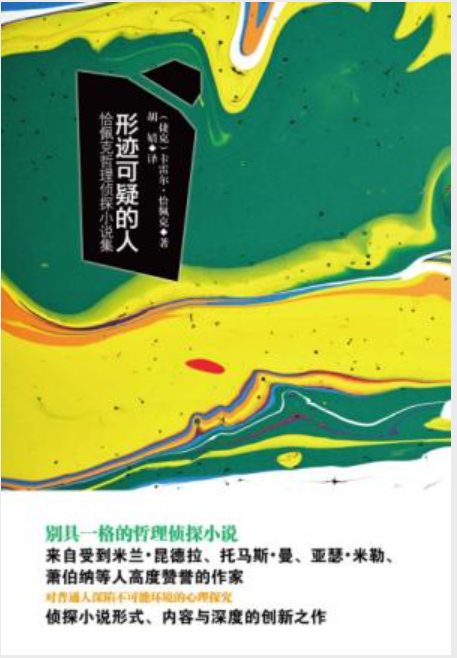 形迹可疑的人
恰佩克哲理侦探小说集
（捷克）卡雷尔·恰佩克◆著
胡婧◆译
别具一格的哲理侦探小说
来自受到米兰·昆德拉、托马斯·曼、亚瑟·米勒、
萧伯纳等人高度赞誉的作家
对普通人深陷不可能环境的心理探究
侦探小说形式、内容与深度的创新之作